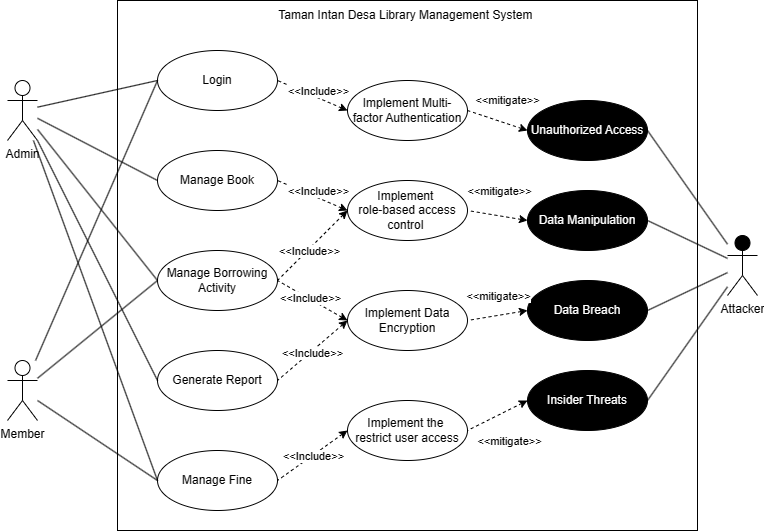 Taman Intan Desa Library Management System
Login
<<Include>>
Implement Multi-
factor Authentication
<<mitigate>>
Unauthorized Access
Admin
Manage Book
<<Include>>
Implement
role-based access
control
<<mitigate>>
Data Manipulation
<<Include>>
Manage Borrowing
Activity
<<Include>>
Implement Data
Encryption
<<mitigate>>
Data Breach
Attacker
<<Include>>
Generate Report
Implement the
restrict user access
<<mitigate>>
Insider Threats
Member
<<Include>>
Manage Fine